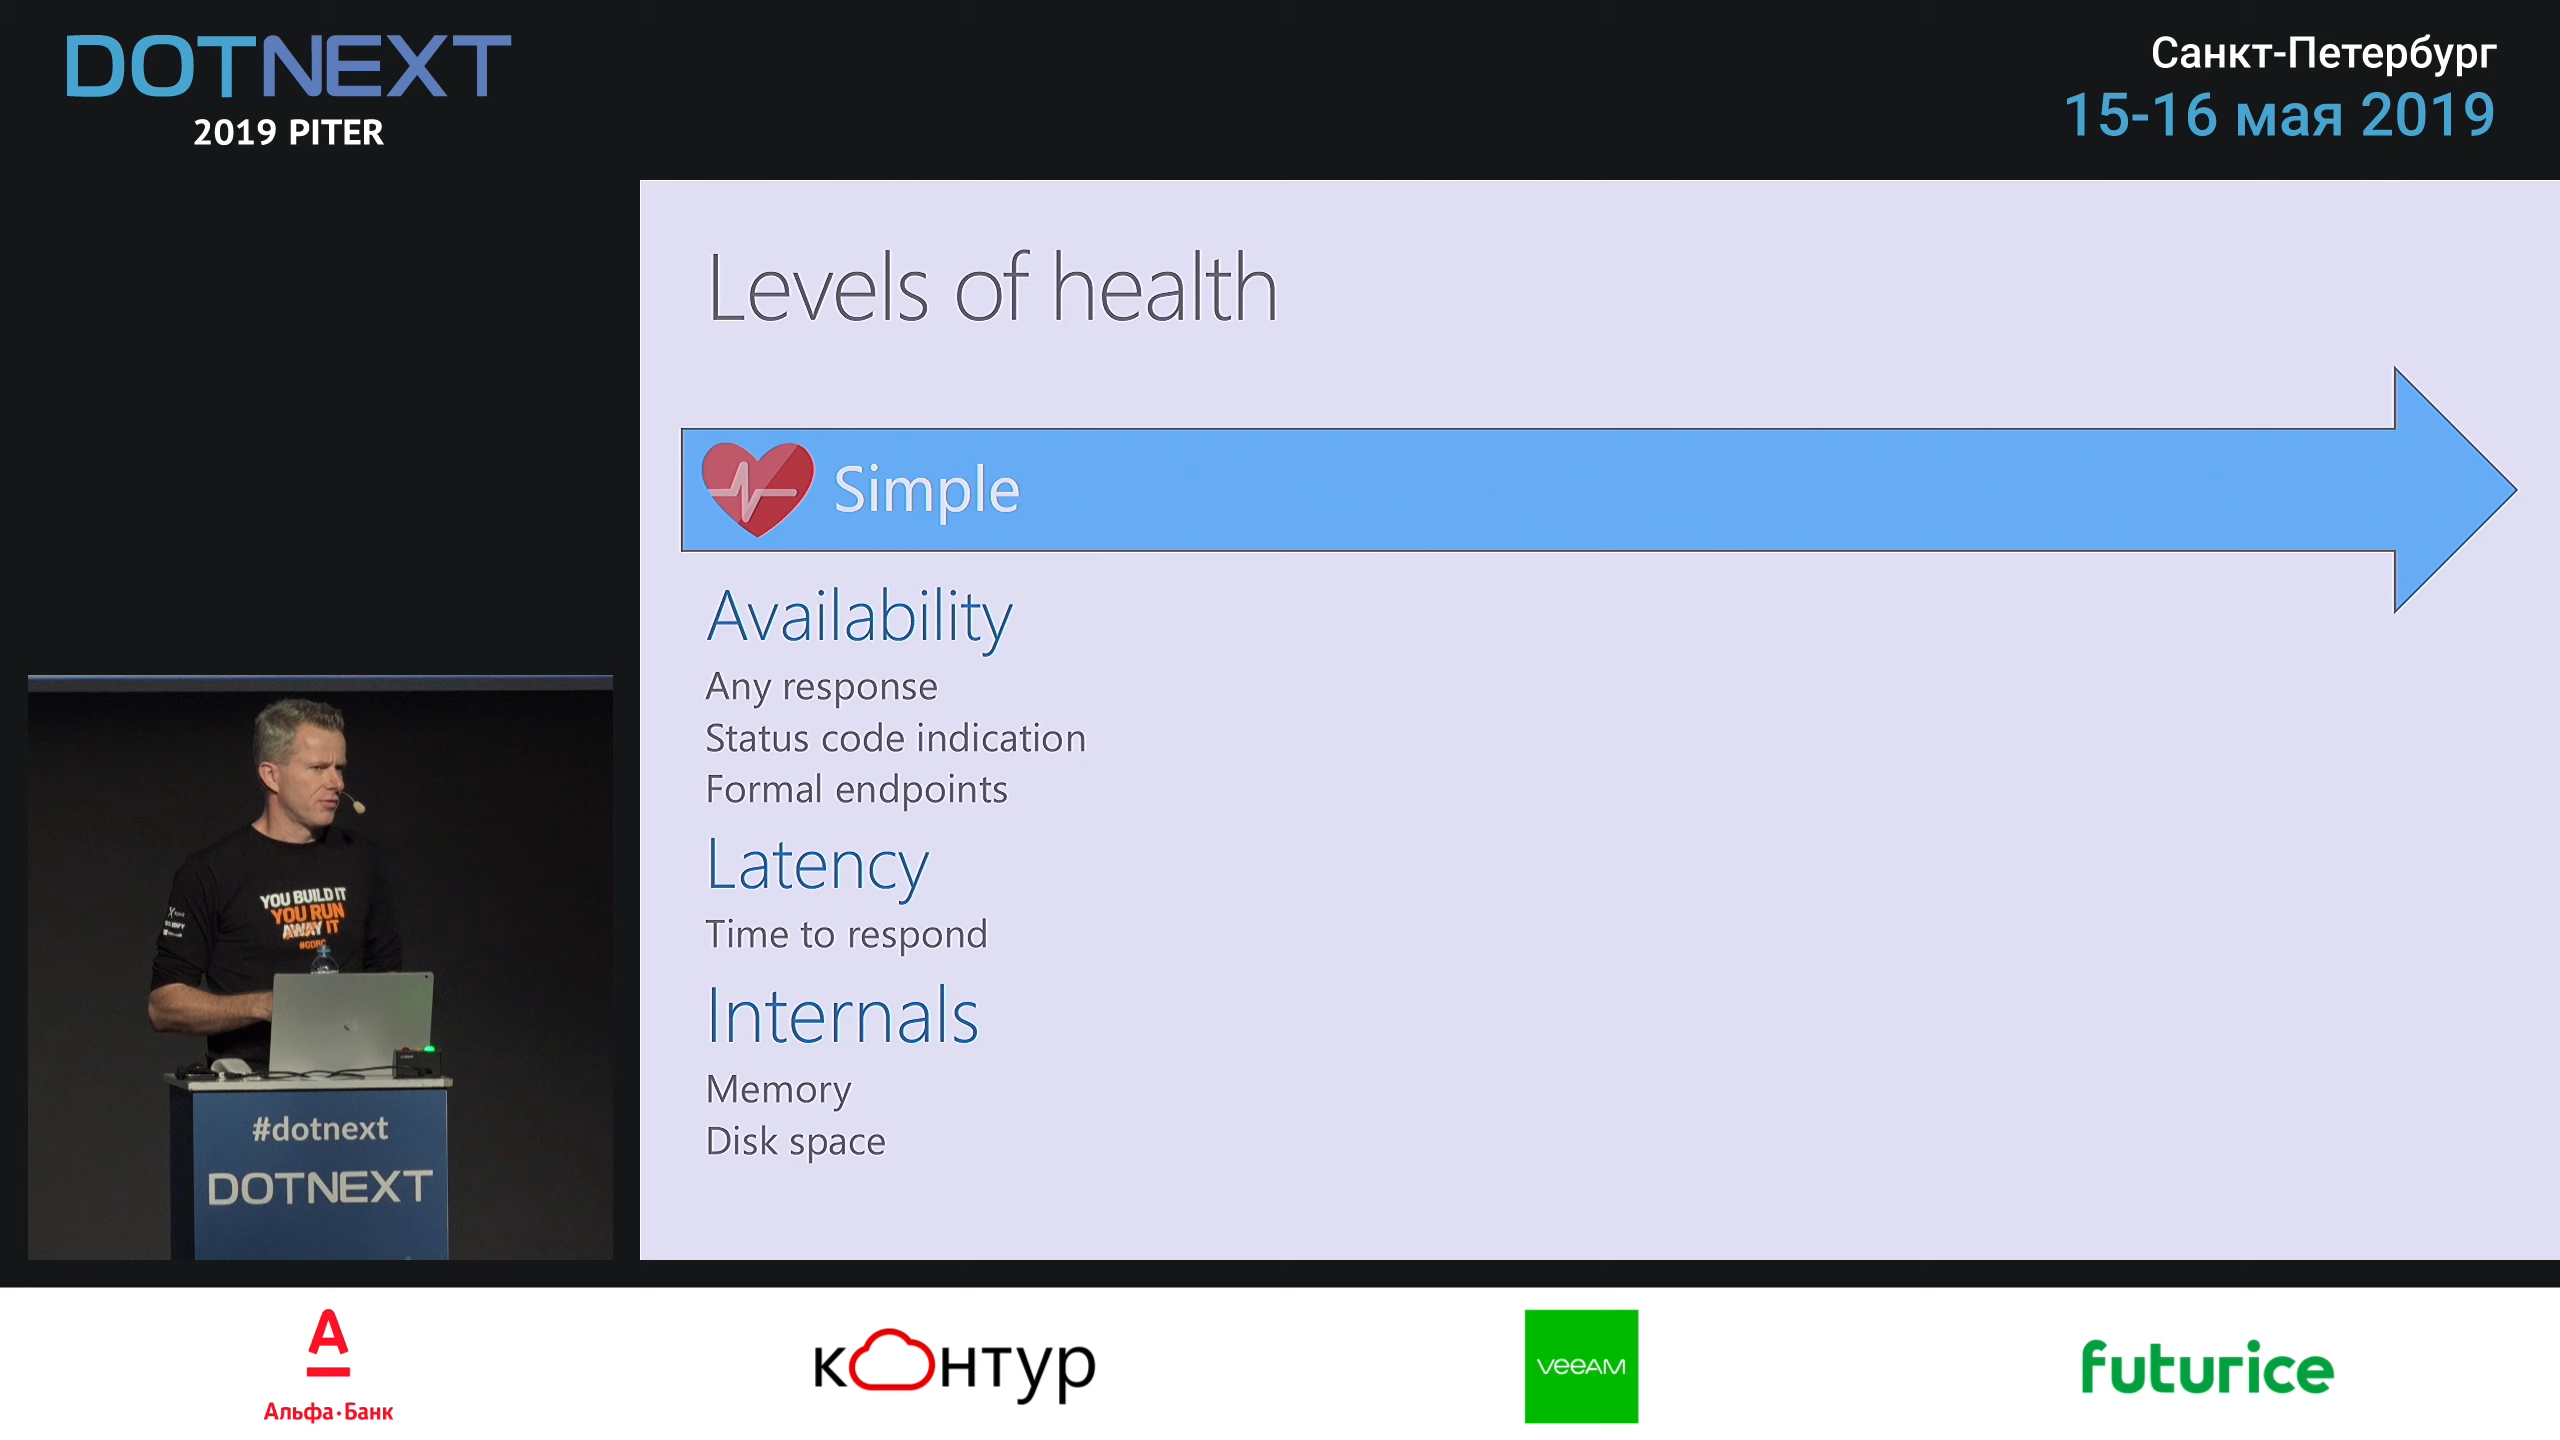 DOTNEXT
2019 PITER
Санкт-Петербург
15-16 мая 2019
Levels of health
Simple
Availability
Any response
Status code indication
Formal endpoints
Latency
Time to respond
Internals
Memory
Disk space
YOU BUILD IT
YOU RUN
AWAY IT
#dotnext
DOTNEXT
Альфа·Банк
контур
veeam
futurice